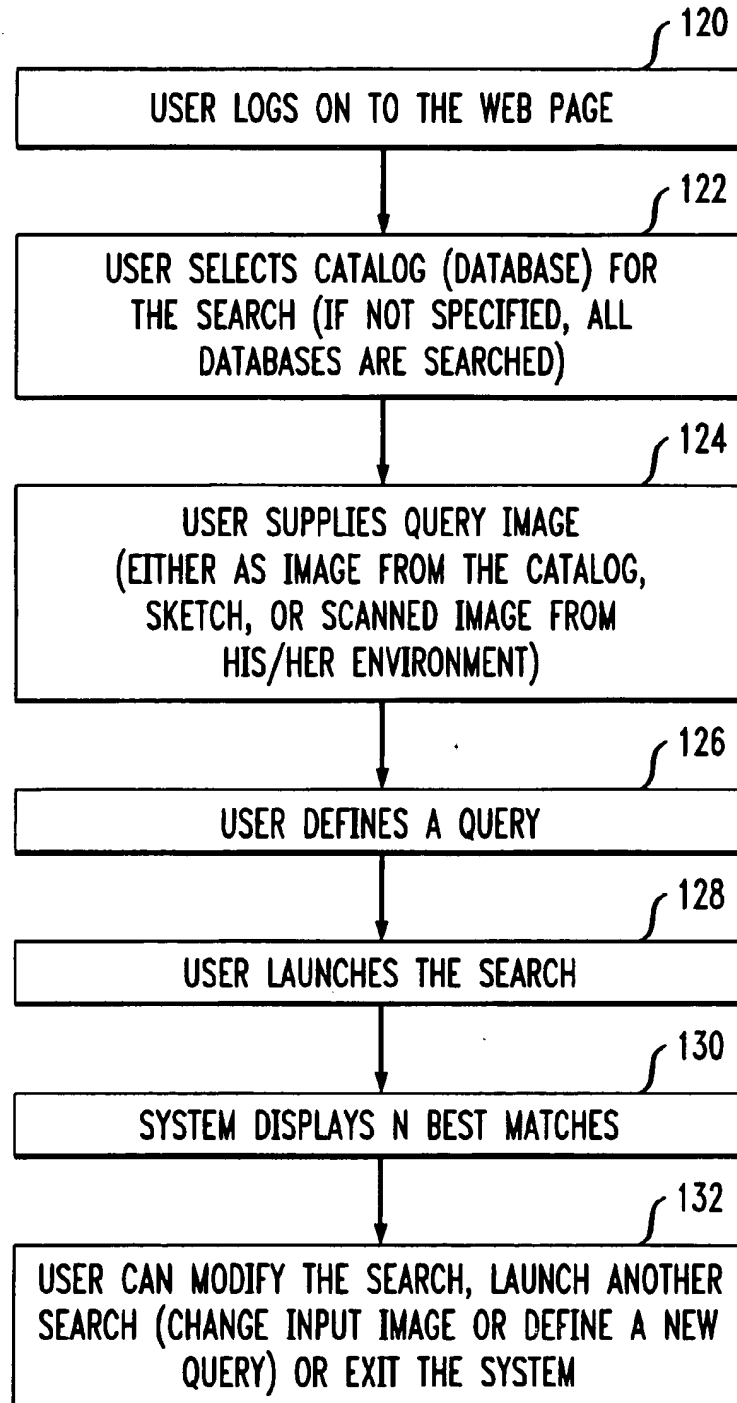 120
USER LOGS ON TO THE WEB PAGE
122
USER SELECTS CATALOG (DATABASE) FOR
THE SEARCH (IF NOT SPECIFIED, ALL
DATABASES ARE SEARCHED)
124
USER SUPPLIES QUERY IMAGE
(EITHER AS IMAGE FROM THE CATALOG,
SKETCH, OR SCANNED IMAGE FROM
HIS/HER ENVIRONMENT)
126
USER DEFINES A QUERY
128
USER LAUNCHES THE SEARCH
130
SYSTEM DISPLAYS N BEST MATCHES
132
USER CAN MODIFY THE SEARCH, LAUNCH ANOTHER
SEARCH (CHANGE INPUT IMAGE OR DEFINE A NEW
QUERY) OR EXIT THE SYSTEM